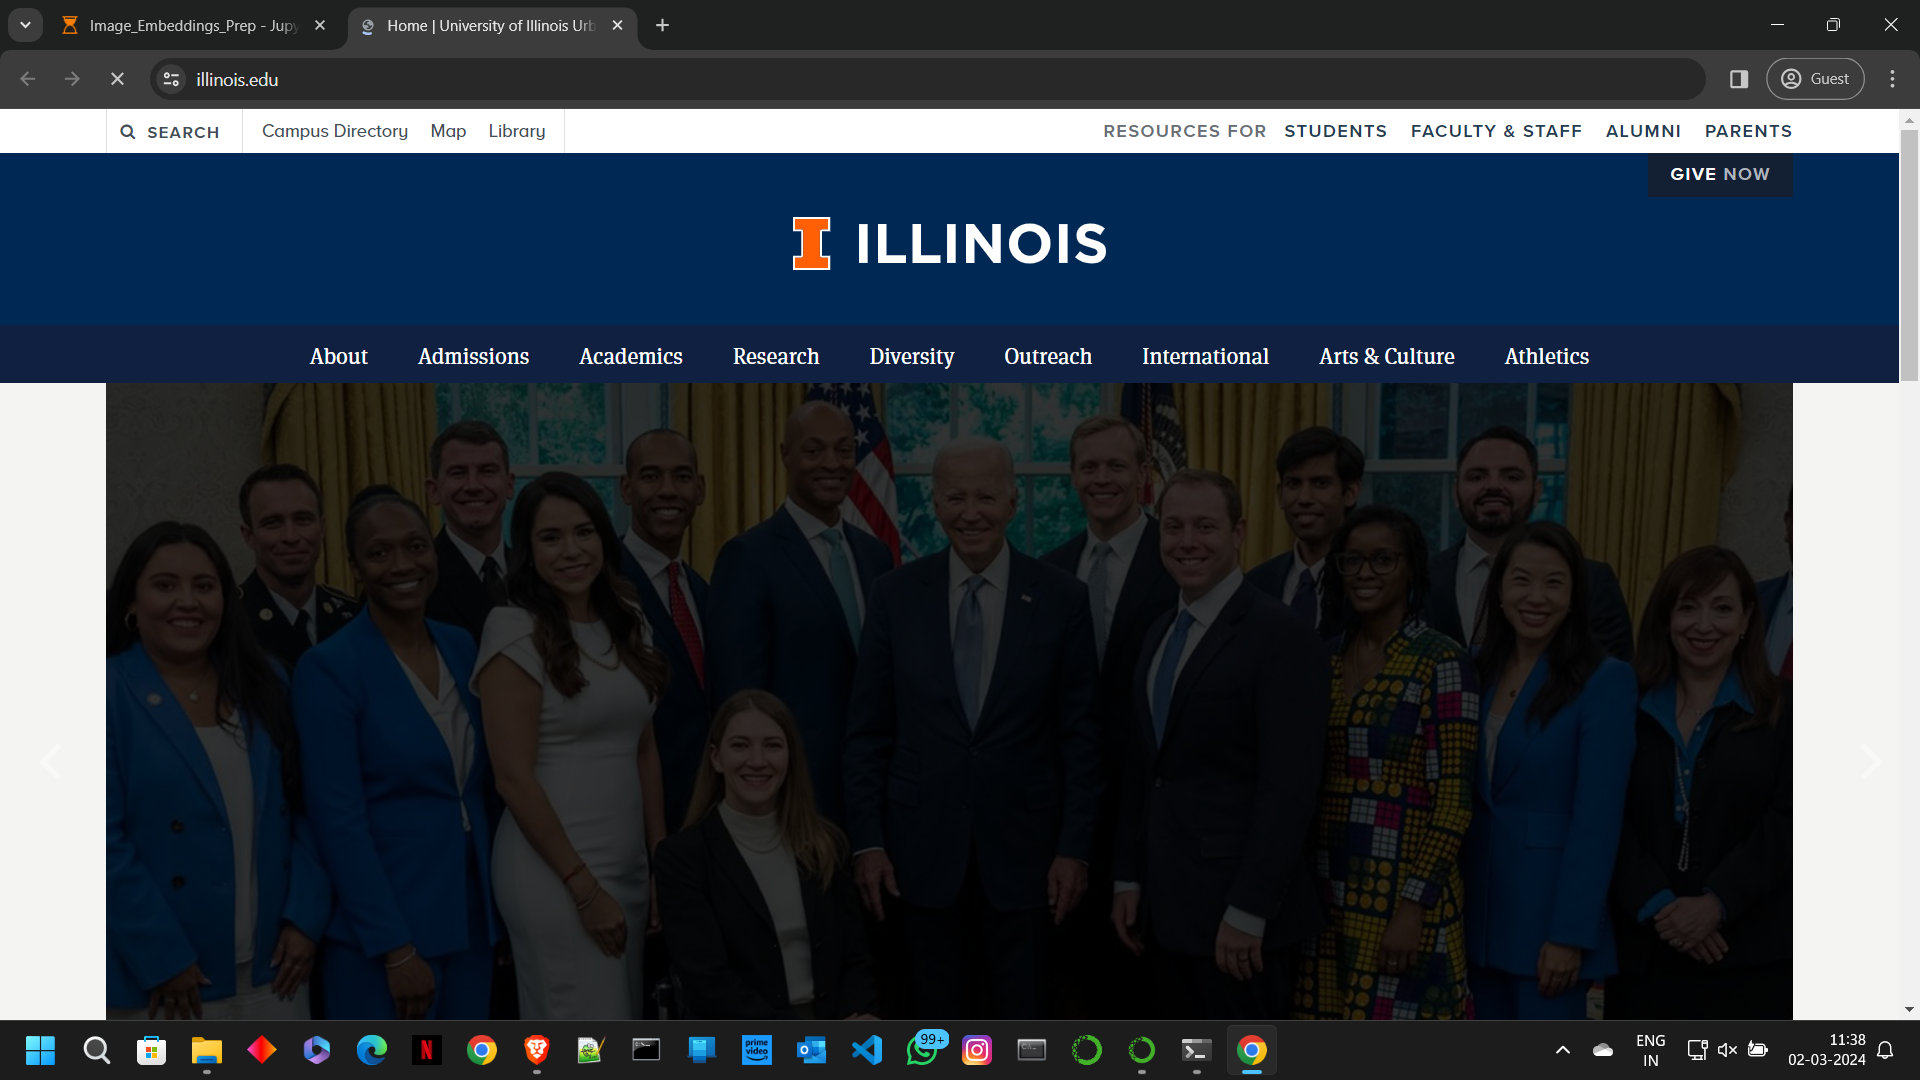 Image_Embeddings_Prep - Jupy
Home | University of Illinois Urb
illinois.edu
Guest
SEARCH
Campus Directory
Map
Library
RESOURCES FOR
STUDENTS
FACULTY & STAFF
ALUMNI
PARENTS
GIVE NOW
I ILLINOIS
About
Admissions
Academics
Research
Diversity
Outreach
International
Arts & Culture
Athletics
N
prime video
99+
ENG
IN
11:38
02-03-2024